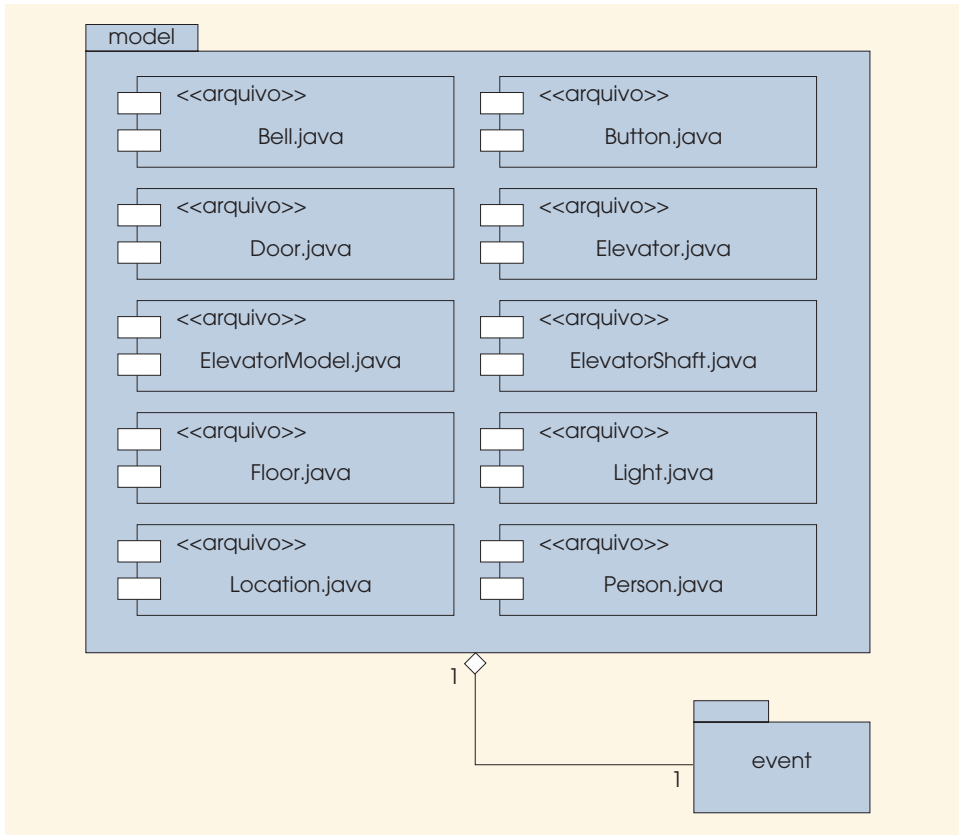 model
<<arquivo>>
Bell.java
<<arquivo>>
Button.java
<<arquivo>>
Door.java
<<arquivo>>
Elevator.java
<<arquivo>>
ElevatorModel.java
<<arquivo>>
ElevatorShaft.java
<<arquivo>>
Floor.java
<<arquivo>>
Light.java
<<arquivo>>
Location.java
<<arquivo>>
Person.java
1
event
1